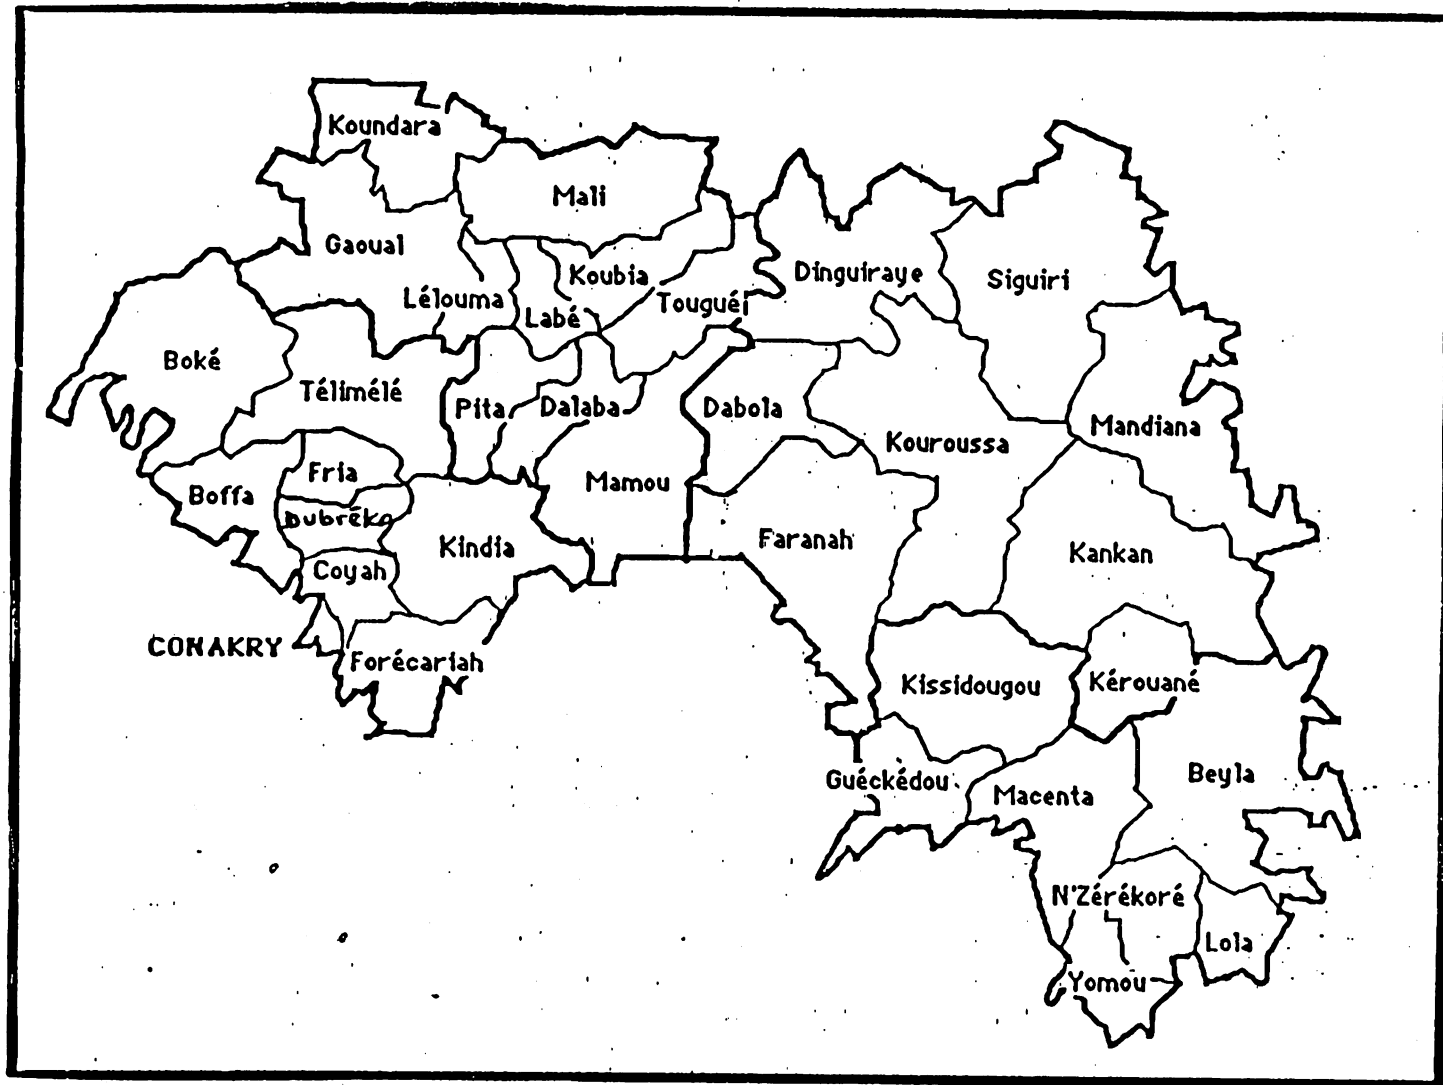 Koundara
Mali
Gaoual
Koubia
Dinguiraye
Siguiri
Lélouma
Labé
Touguéi
Boké
Télimélé
Pita
Dalaba
Dabola
Mandiana
Kouroussa
Fria
Mamou
Boffa
Dubréka
Kindia
Faranah
Kankan
Coyah
CONAKRY
Forécariah
Kissidougou
Kérouané
Guéckédou
Macenta
Beyla
N'Zérékoré
Lola
Yomou